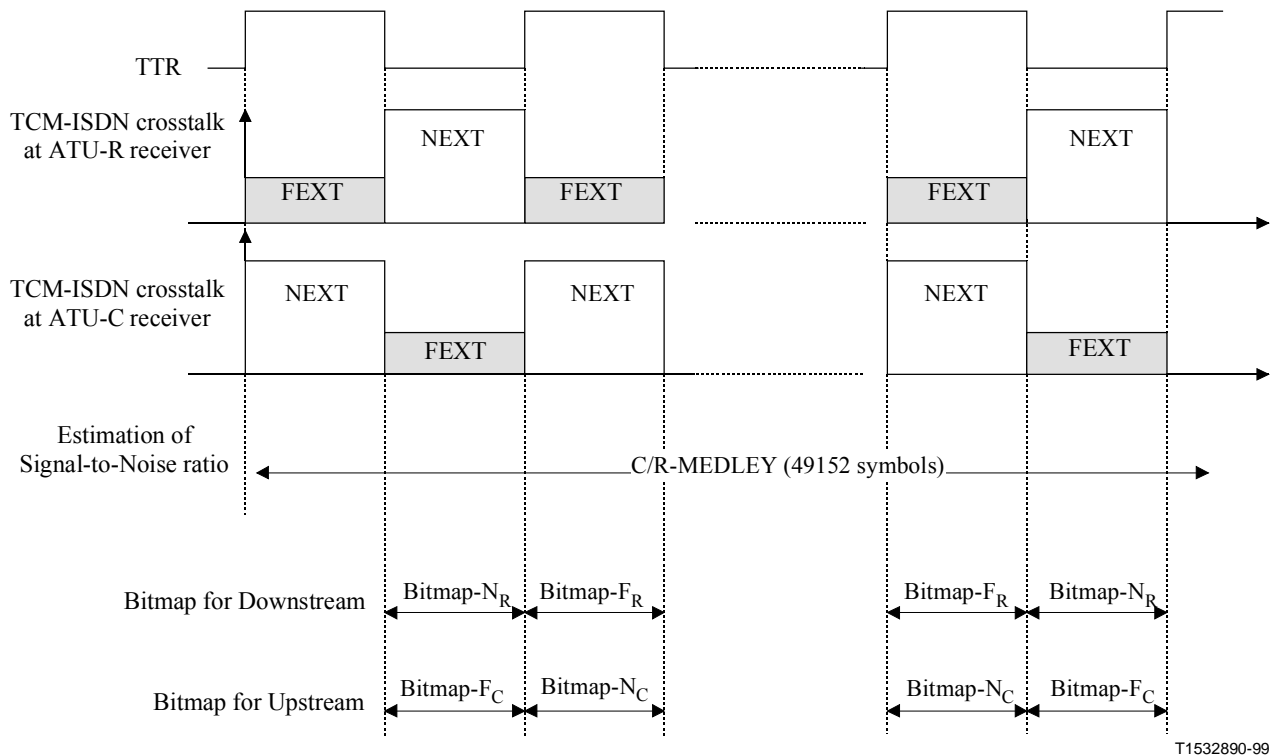 TTR
TCM-ISDN crosstalk
at ATU-R receiver
NEXT
NEXT
FEXT
FEXT
FEXT
TCM-ISDN crosstalk
at ATU-C receiver
NEXT
NEXT
NEXT
FEXT
FEXT
Estimation of
Signal-to-Noise ratio
C/R-MEDLEY (49152 symbols)
Bitmap for Downstream
Bitmap-NR
Bitmap-FR
Bitmap-FR
Bitmap-NR
Bitmap for Upstream
Bitmap-FC
Bitmap-NC
Bitmap-NC
Bitmap-FC
T1532890-99